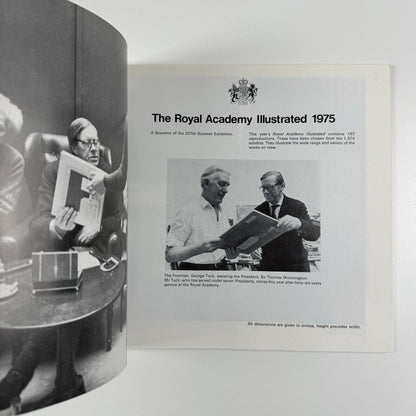 The Royal Academy Illustrated 1975
A Souvenir of the 207th Summer Exhibition.
This year's Royal Academy Illustrated contains 187
reproductions. These have been chosen from the 1,374
exhibits. They illustrate the wide range and variety of the
works on view.
The Foreman, George Tuck, assisting the President, Sir Thomas Monnington.
Mr Tuck, who has served under seven Presidents, retires this year after forty-six years
service at the Royal Academy.
All dimensions are given in inches, height precedes width.